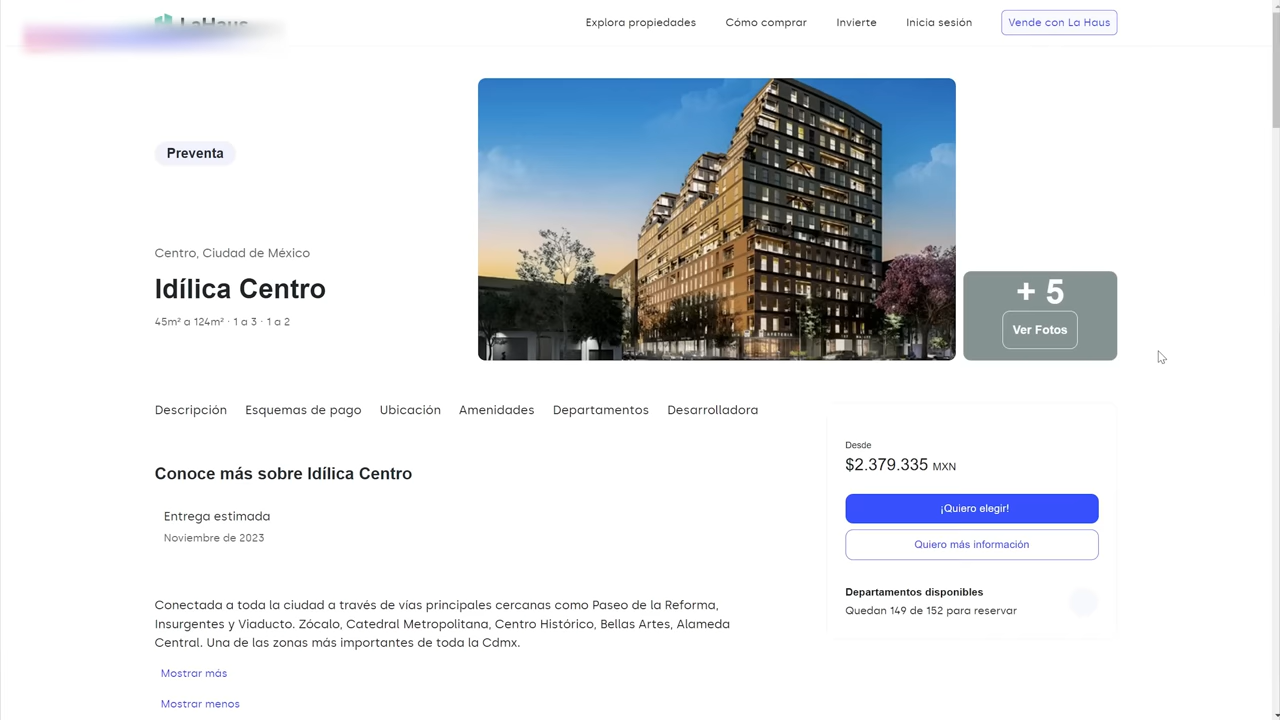 LaHaus
Explora propiedades
Cómo comprar
Invierte
Inicia sesión
Vende con La Haus
Preventa
Centro, Ciudad de México
Idílica Centro
45m² a 124m² · 1 a 3 · 1 a 2
+ 5
Ver Fotos
Descripción
Esquemas de pago
Ubicación
Amenidades
Departamentos
Desarrolladora
Conoce más sobre Idílica Centro
Entrega estimada
Noviembre de 2023
Conectada a toda la ciudad a través de vías principales cercanas como Paseo de la Reforma,
Insurgentes y Viaducto. Zócalo, Catedral Metropolitana, Centro Histórico, Bellas Artes, Alameda
Central. Una de las zonas más importantes de toda la Cdmx.
Mostrar más
Mostrar menos
Desde
$2.379.335 MXN
¡Quiero elegir!
Quiero más información
Departamentos disponibles
Quedan 149 de 152 para reservar